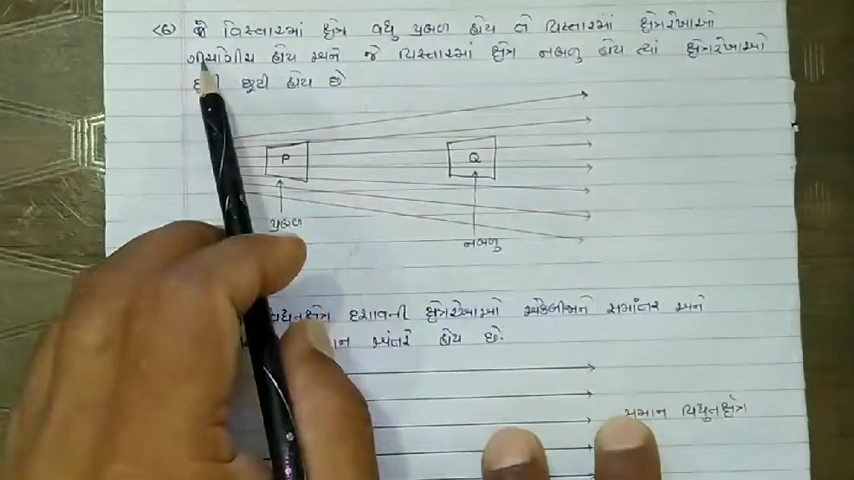 (6) જે વિસ્તારમાં ક્ષેત્ર વધુ પ્રબળ હોય તે વિસ્તારમાં ક્ષેત્રરેખાઓ
ગીચોગીચ હોય અને જે વિસ્તારમાં ક્ષેત્ર નબળુ હોય ત્યાં ક્ષેત્રરેખાઓ
છૂટી હોય છે
P Q
પ્રબળ
નબળુ
દર્શાવતી ક્ષેત્રરેખાઓ એકબીજાને સમાંતર અને
અંતરે હોય છે.
સમાન વિદ્યુતક્ષેત્ર